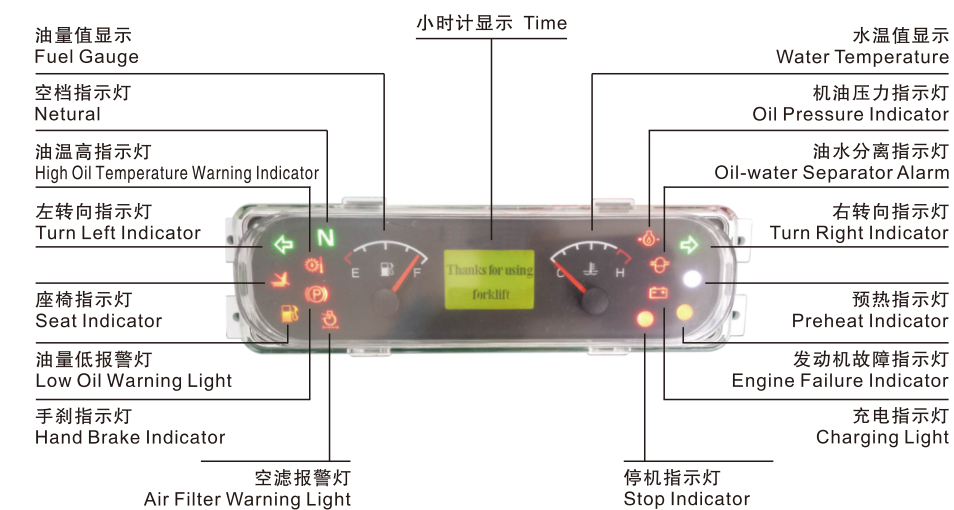 小时计显示 Time
油量值显示
Fuel Gauge
空档指示灯
Netural
油温高指示灯
High Oil Temperature Warning Indicator
左转向指示灯
Turn Left Indicator
座椅指示灯
Seat Indicator
油量低报警灯
Low Oil Warning Light
手刹指示灯
Hand Brake Indicator
空滤报警灯
Air Filter Warning Light
N
P
E
F
Thanks for using
forklift
C
H
水温值显示
Water Temperature
机油压力指示灯
Oil Pressure Indicator
油水分离指示灯
Oil-water Separator Alarm
右转向指示灯
Turn Right Indicator
预热指示灯
Preheat Indicator
发动机故障指示灯
Engine Failure Indicator
充电指示灯
Charging Light
停机指示灯
Stop Indicator